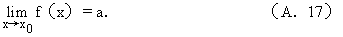 lim f (x) = a. (A. 17)
x→x₀